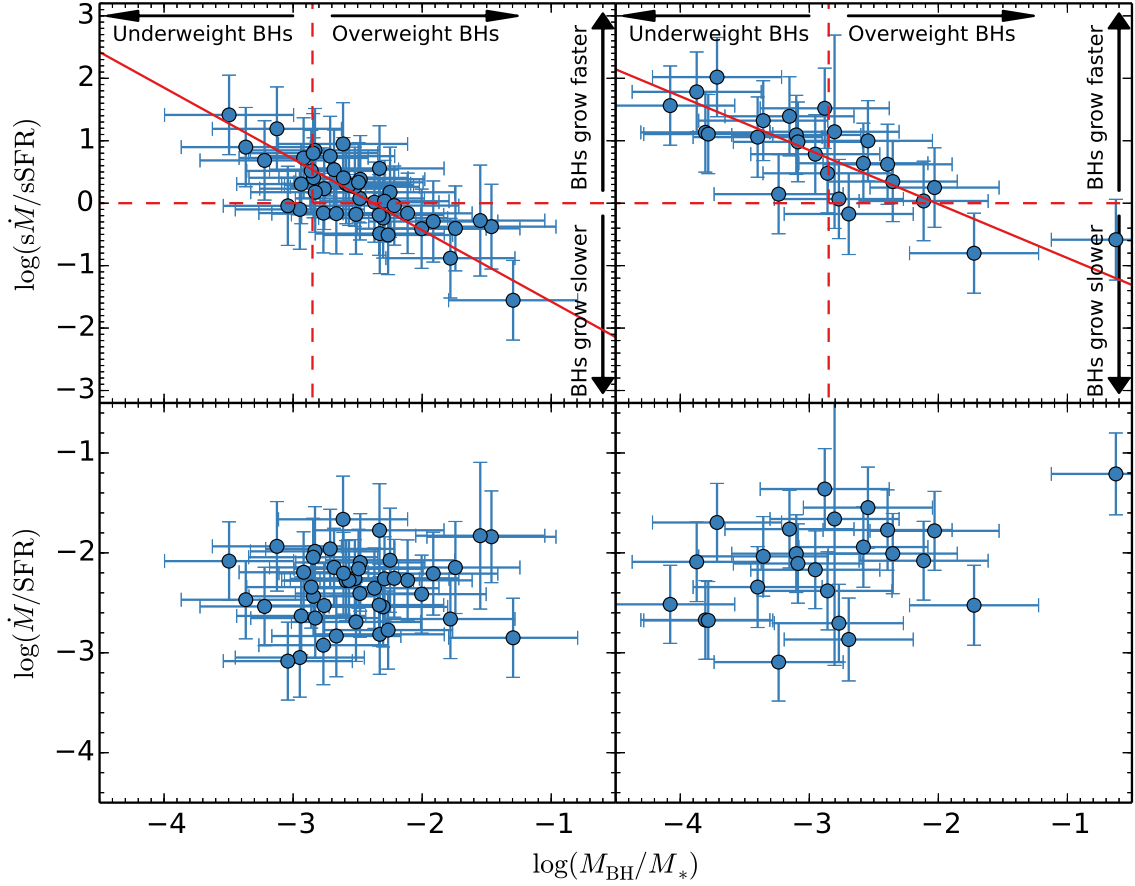 3
Underweight BHs
Overweight BHs
Underweight BHs
Overweight BHs
2
1
0
−1
−2
−3
log(sṀ/sSFR)
BHs grow faster
BHs grow slower
BHs grow faster
BHs grow slower
−1
−2
−3
−4
log(Ṁ/SFR)
−4 −3 −2 −1 −4 −3 −2 −1
log(M_BH/M_*)